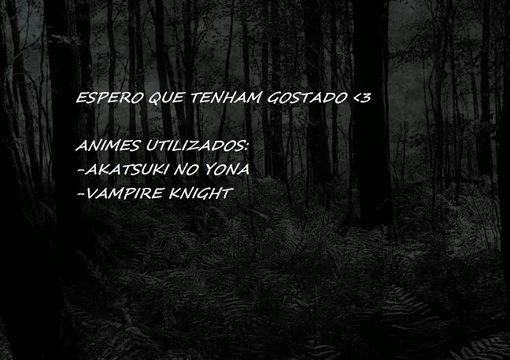 ESPERO QUE TENHAM GOSTADO <3
ANIMES UTILIZADOS:
-AKATSUKI NO YONA
-VAMPIRE KNIGHT